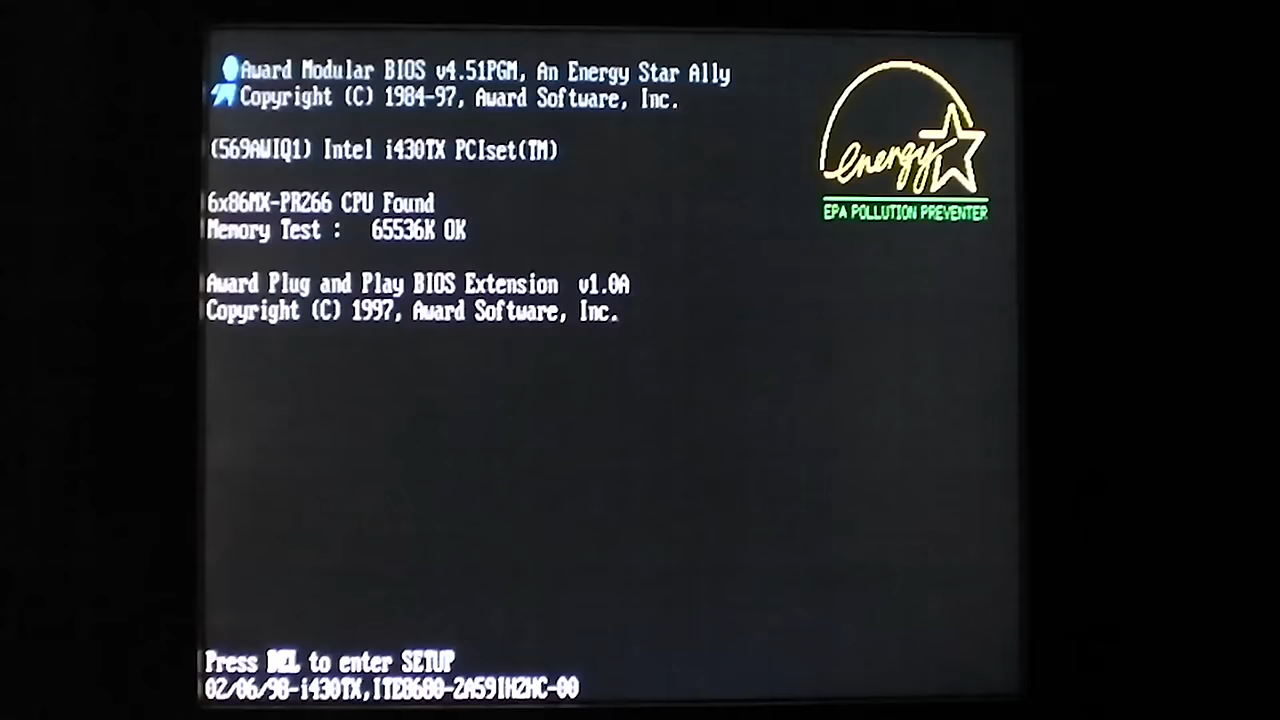 Award Modular BIOS v4.51PGM, An Energy Star Ally
Copyright (C) 1984-97, Award Software, Inc.
energy
EPA POLLUTION PREVENTER
(569AWIQ1) Intel i430TX PCIset(TM)
6x86MX-PR266 CPU Found
Memory Test :   65536K OK
Award Plug and Play BIOS Extension  v1.0A
Copyright (C) 1997, Award Software, Inc.
Press DEL to enter SETUP
02/06/98-i430TX,ITE8680-2A59IH2HC-00